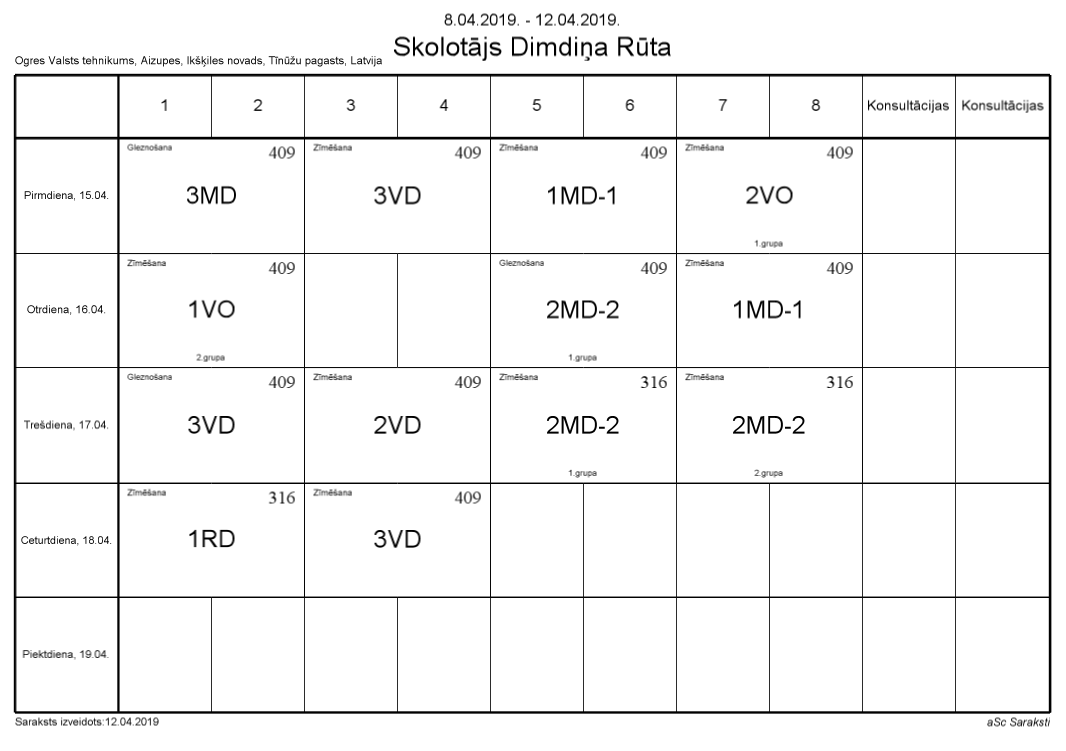 8.04.2019. - 12.04.2019.
Skolotājs Dimdiņa Rūta
Ogres Valsts tehnikums, Aizupes, Ikšķiles novads, Tīnūžu pagasts, Latvija
1 2 3 4 5 6 7 8 Konsultācijas Konsultācijas
Gleznošana 409 Zīmēšana 409 Zīmēšana 409 Zīmēšana 409
Pirmdiena, 15.04. 3MD 3VD 1MD-1 2VO
1.grupa
Zīmēšana 409 Gleznošana 409 Zīmēšana 409
Otrdiena, 16.04. 1VO 2MD-2 1MD-1
2.grupa 1.grupa
Gleznošana 409 Zīmēšana 409 Zīmēšana 316 Zīmēšana 316
Trešdiena, 17.04. 3VD 2VD 2MD-2 2MD-2
1.grupa 2.grupa
Zīmēšana 316 Zīmēšana 409
Ceturtdiena, 18.04. 1RD 3VD
Piektdiena, 19.04.
Saraksts izveidots:12.04.2019 aSc Saraksti